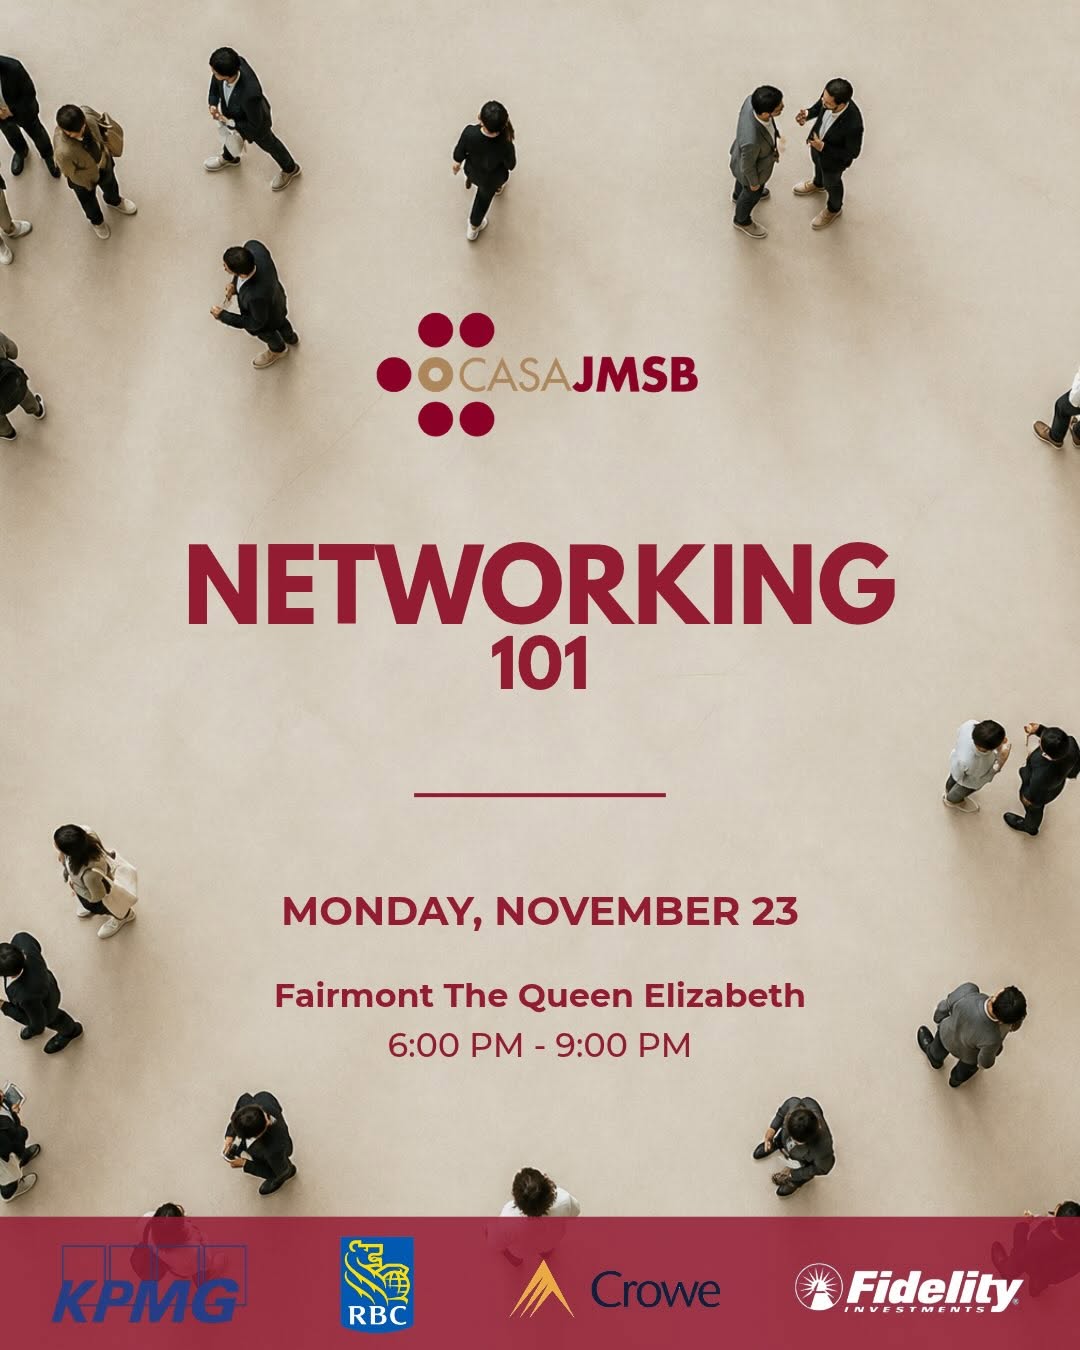 CASAJMSB
NETWORKING
101
MONDAY, NOVEMBER 23
Fairmont The Queen Elizabeth
6:00 PM - 9:00 PM
KPMG
RBC
Crowe
Fidelity
INVESTMENTS